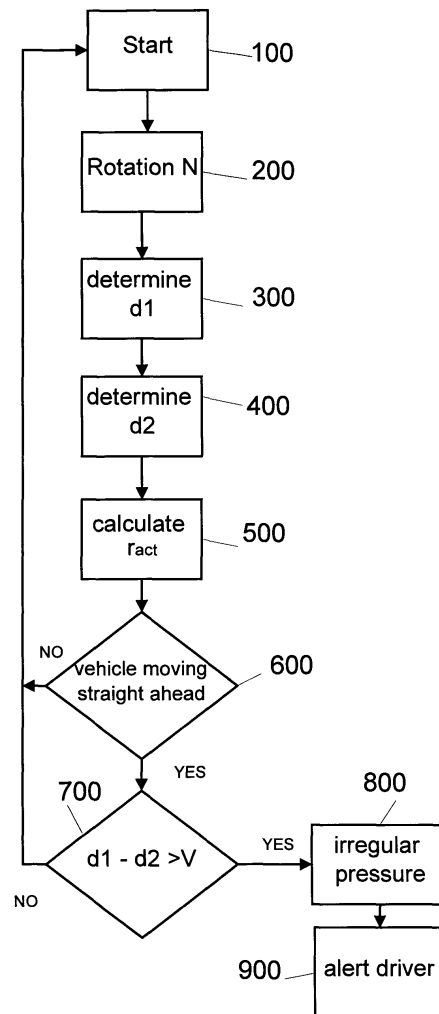 Start
100
Rotation N
200
determine
d1
300
determine
d2
400
calculate
ract
500
NO
vehicle moving
straight ahead
600
YES
700
d1 - d2 >V
YES
NO
800
irregular
pressure
900
alert driver